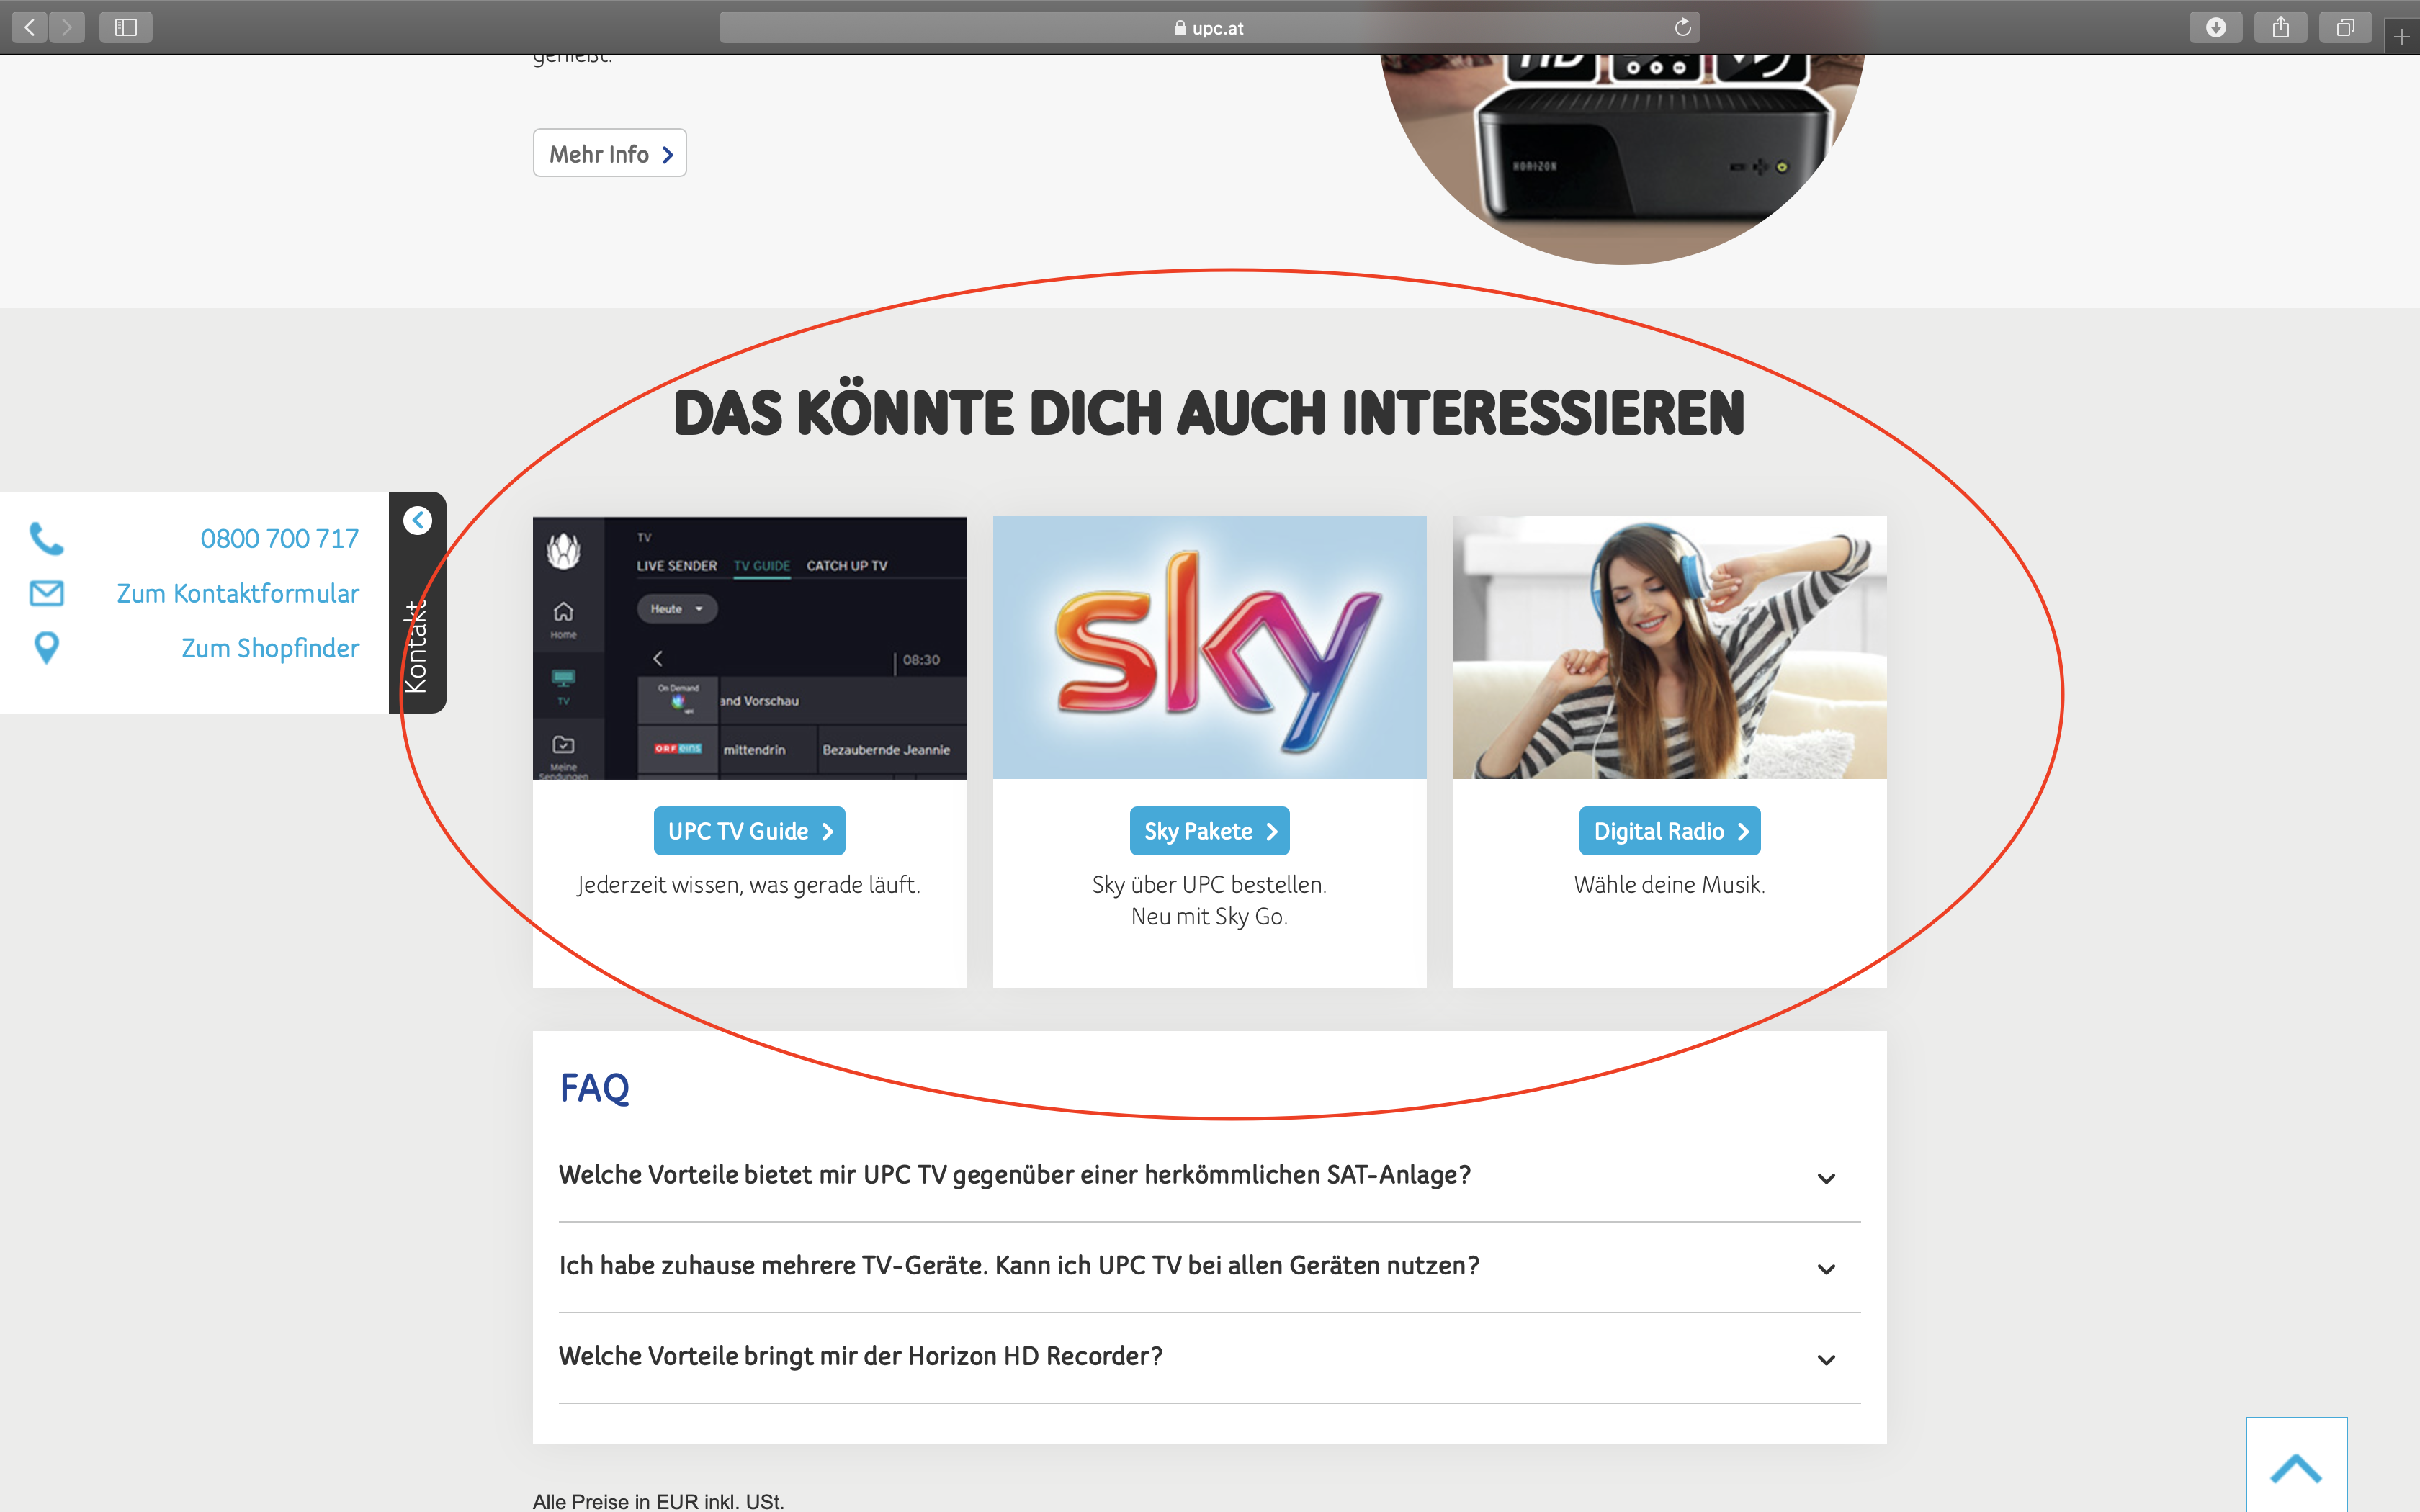 upc.at
genießt.
HD
Mehr Info
HORIZON
DAS KÖNNTE DICH AUCH INTERESSIEREN
0800 700 717
Zum Kontaktformular
Zum Shopfinder
Kontakt
TV
LIVE SENDER TV GUIDE CATCH UP TV
Heute
Home
08:30
TV
On Demand
upc
and Vorschau
ORF eins
mittendrin
Bezaubernde Jeannie
Meine
Sendungen
sky
UPC TV Guide
Jederzeit wissen, was gerade läuft.
Sky Pakete
Sky über UPC bestellen.
Neu mit Sky Go.
Digital Radio
Wähle deine Musik.
FAQ
Welche Vorteile bietet mir UPC TV gegenüber einer herkömmlichen SAT-Anlage?
Ich habe zuhause mehrere TV-Geräte. Kann ich UPC TV bei allen Geräten nutzen?
Welche Vorteile bringt mir der Horizon HD Recorder?
Alle Preise in EUR inkl. USt.